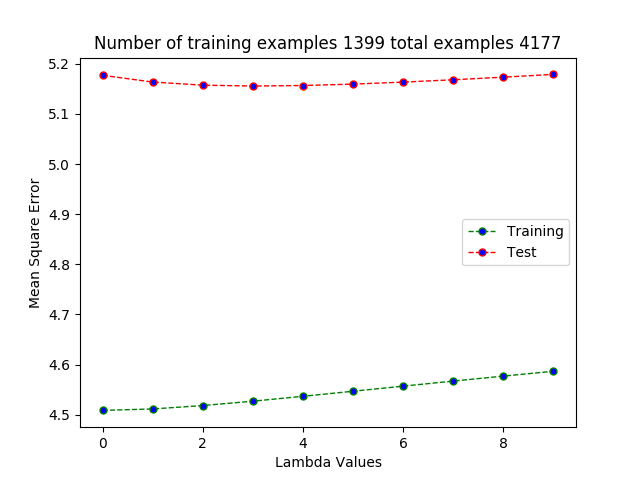 Number of training examples 1399 total examples 4177
5.2
5.1
5.0
4.9
4.8
4.7
4.6
4.5
Mean Square Error
Training
Test
0 2 4 6 8
Lambda Values